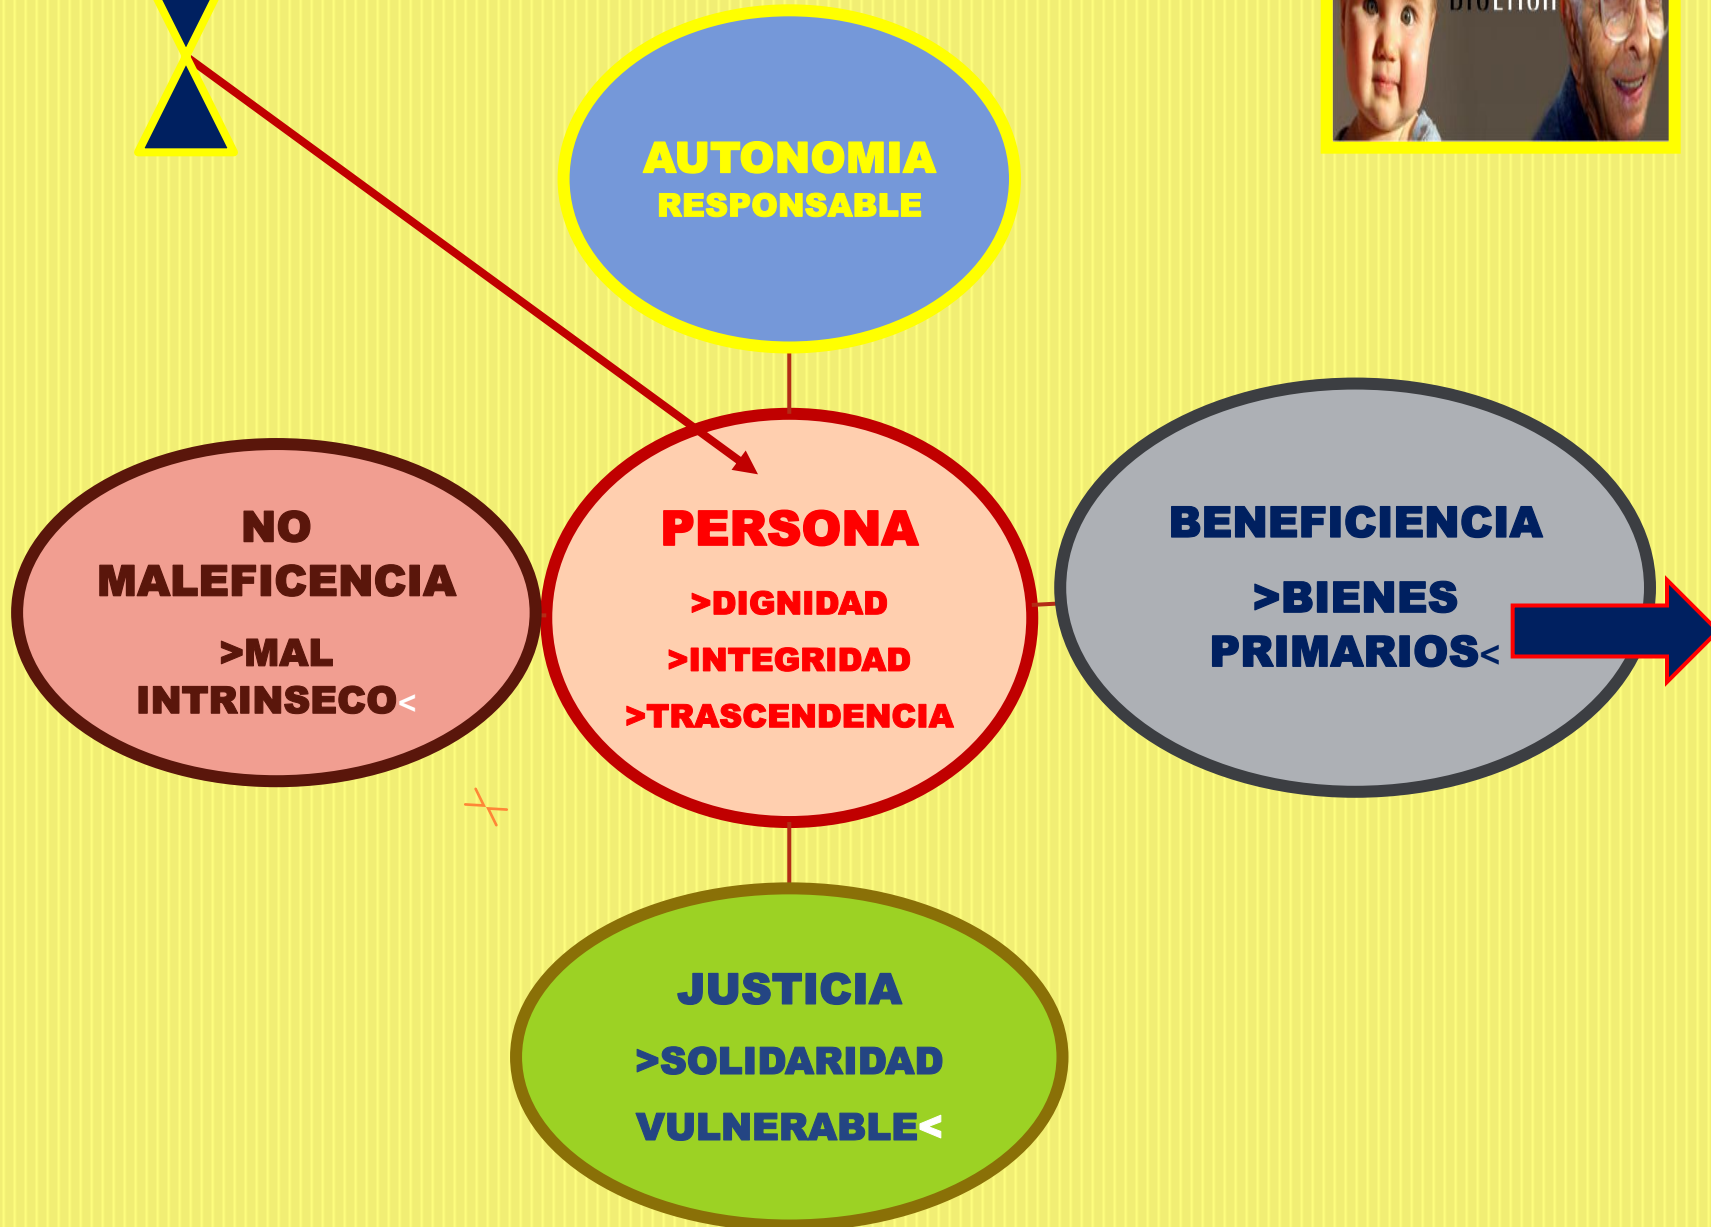 AUTONOMIA
RESPONSABLE
NO
MALEFICENCIA
>MAL
INTRINSECO<
PERSONA
>DIGNIDAD
>INTEGRIDAD
>TRASCENDENCIA
BENEFICIENCIA
>BIENES
PRIMARIOS<
JUSTICIA
>SOLIDARIDAD
VULNERABLE<